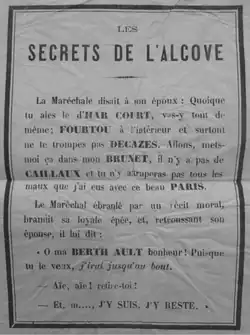 LES
SECRETS DE L'ALCOVE
La Maréchale disait à son époux : Quoique
tu aies le d'HAR COURT, vas-y tout de
même; FOURTOU à l'intérieur et surtout
ne te trompes pas DECAZES. Allons, mets-
moi ça dans mon BRUNET, il n'y a pas de
CAILLAUX et tu n'y attraperas pas tous les
maux que j'ai eus avec ce beau PARIS.
Le Maréchal ébranlé par un récit moral,
brandit sa loyale épée, et, retroussant son
épouse, il lui dit :
« O ma BERTH AULT bonheur! Puisque
tu le veux, j'irai jusqu'au bout.
— Aïe, aïe! retire-toi!
— Et, m...., J'Y SUIS, J'Y RESTE. »